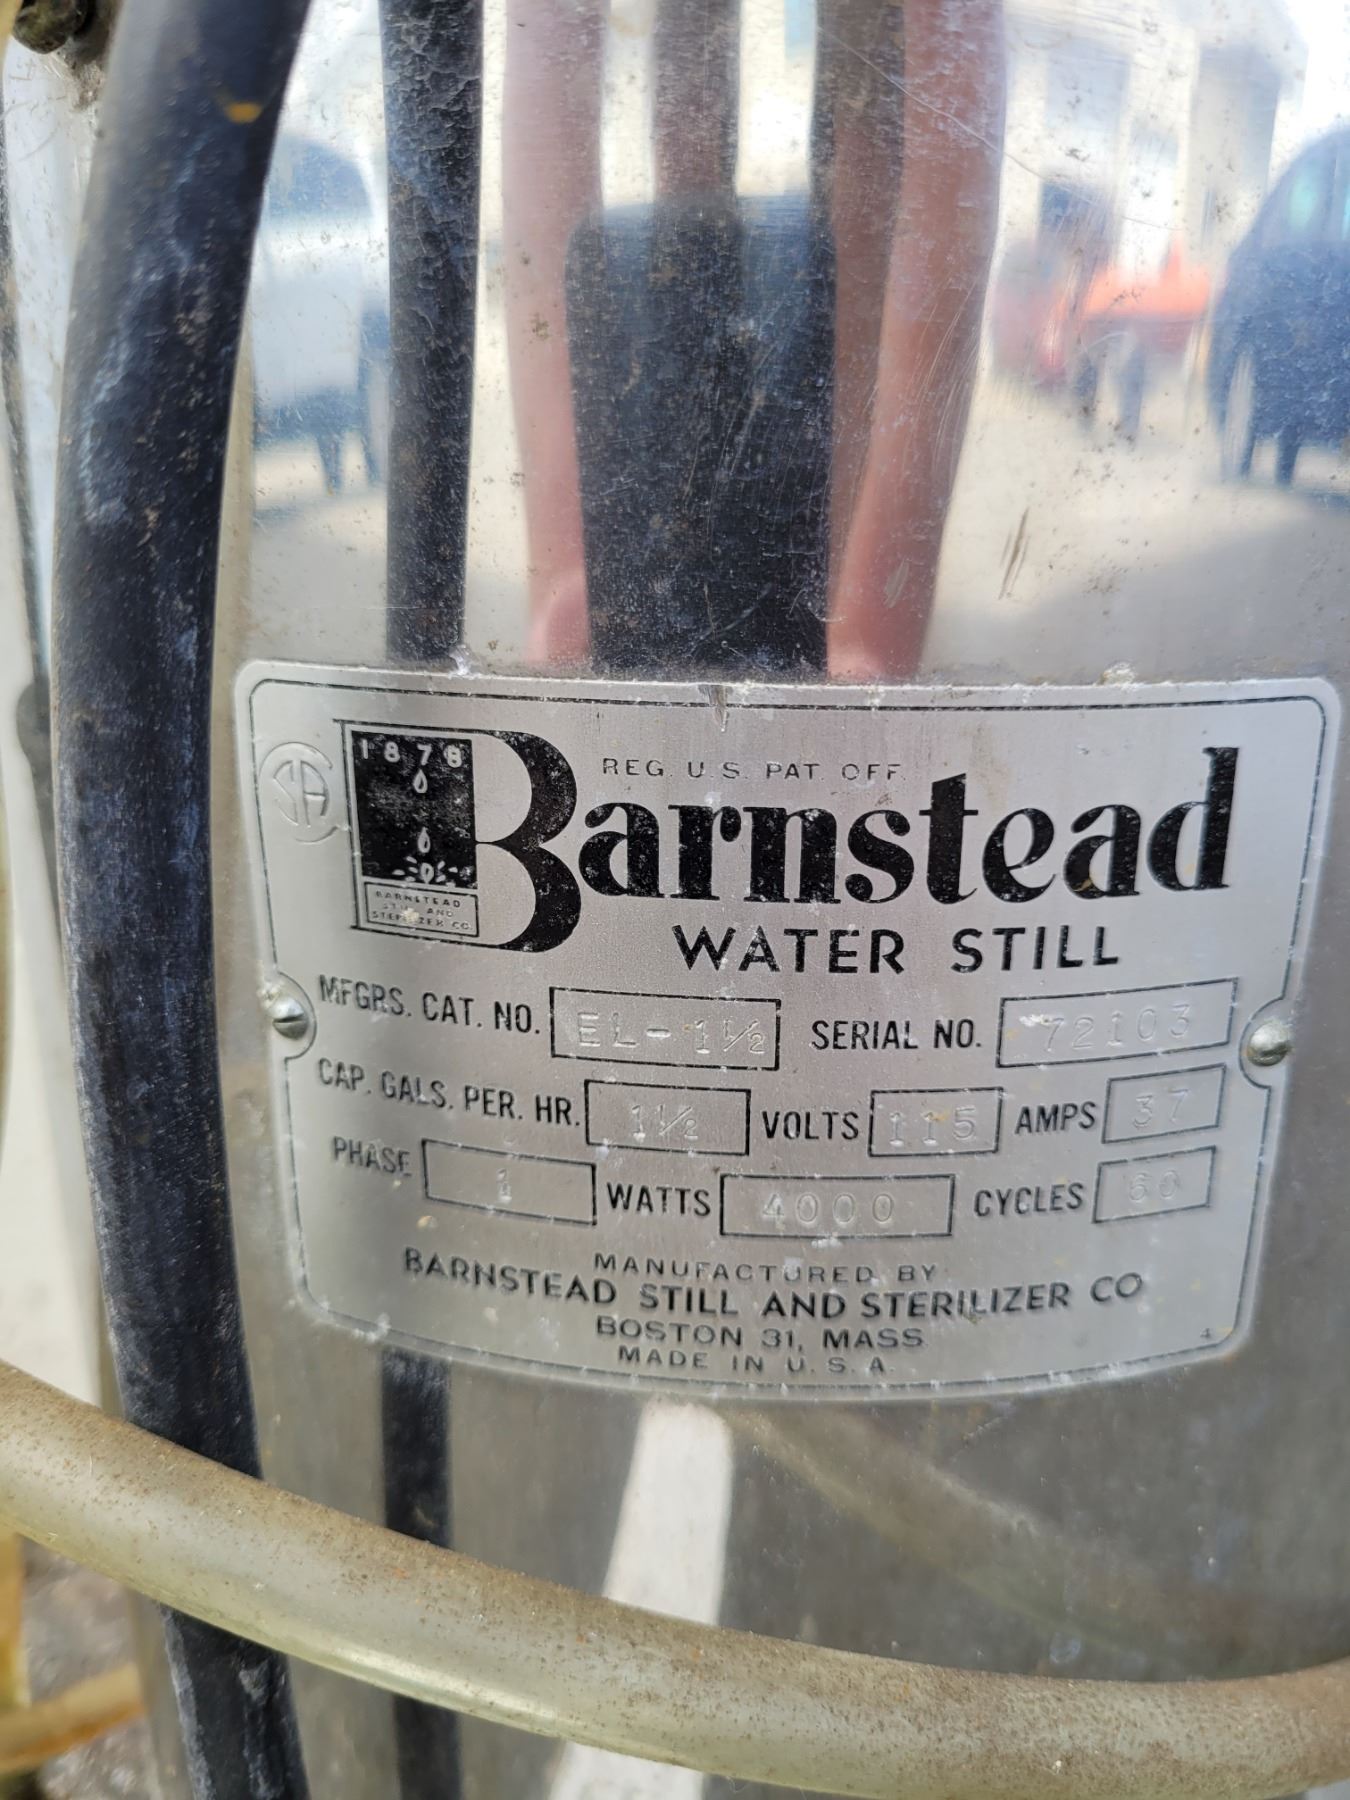 1878
BARNSTEAD
STILL AND
STERILIZER CO.
SA
REG. U.S. PAT. OFF.
Barnstead
WATER STILL
MFGRS. CAT. NO. EL-1½ SERIAL NO. 72103
CAP. GALS. PER. HR. 1½ VOLTS 115 AMPS 37
PHASE 1 WATTS 4000 CYCLES 60
MANUFACTURED BY
BARNSTEAD STILL AND STERILIZER CO
BOSTON 31, MASS.
MADE IN U.S.A.
4